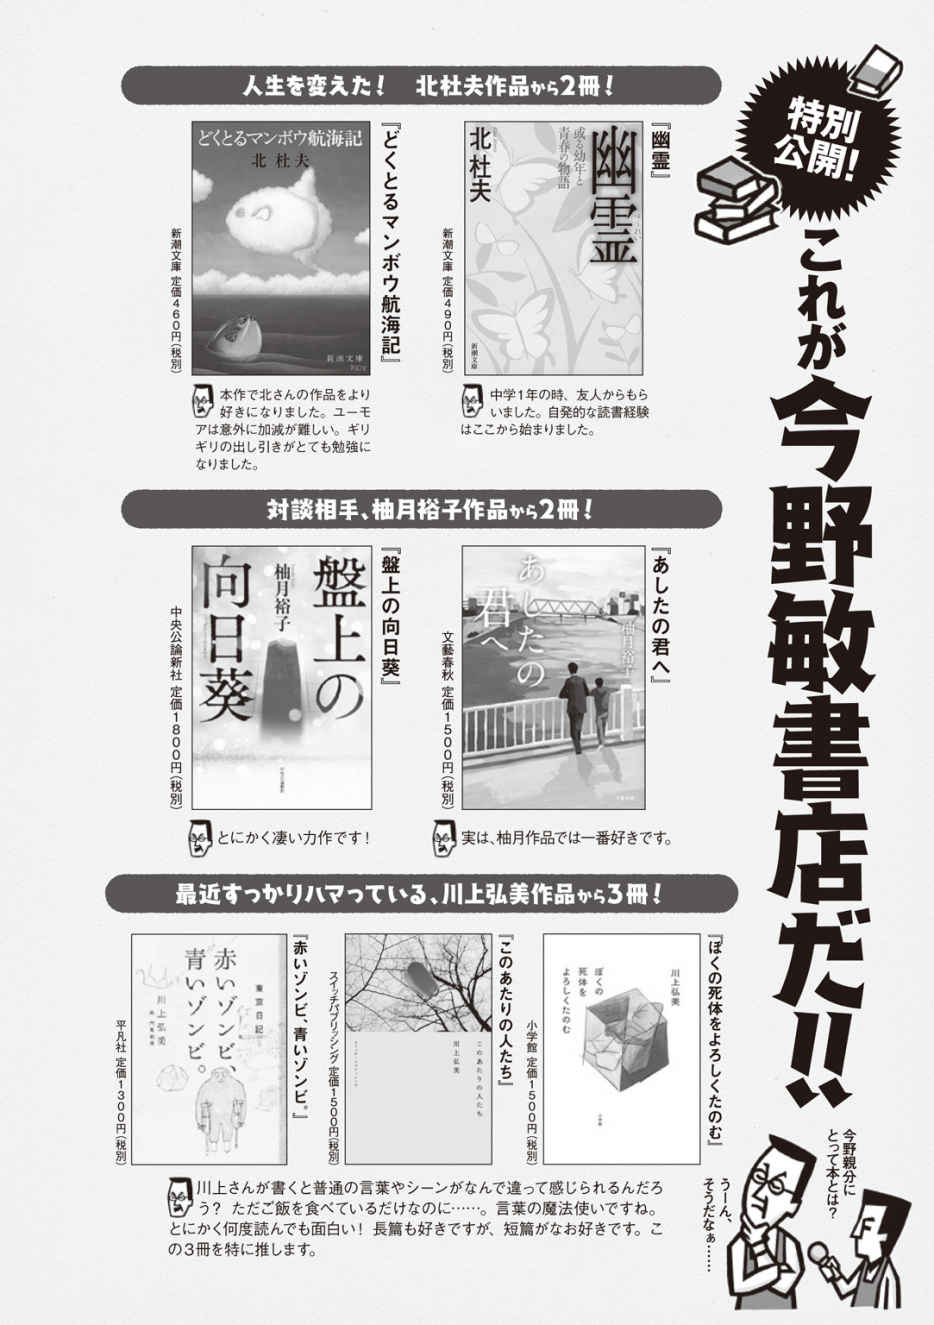 特別
公開！
これが今野敏書店だ！！
人生を変えた！　北杜夫作品から2冊！
『幽霊』
幽霊
或る幼年と
青春の物語
北杜夫
新潮文庫
新潮文庫 定価490円（税別）
中学1年の時、友人からもら
いました。自発的な読書経験
はここから始まりました。
『どくとるマンボウ航海記』
どくとるマンボウ航海記
北杜夫
新潮文庫
新潮文庫 定価460円（税別）
本作で北さんの作品をより
好きになりました。ユーモ
アは意外に加減が難しい。ギリ
ギリの出し引きがとても勉強に
なりました。
対談相手、柚月裕子作品から2冊！
『あしたの君へ』
あしたの
君へ
柚月裕子
文藝春秋 定価1500円（税別）
実は、柚月作品では一番好きです。
『盤上の向日葵』
盤上の
向日葵
柚月裕子
中央公論新社 定価1800円（税別）
とにかく凄い力作です！
最近すっかりハマっている、川上弘美作品から3冊！
『ぼくの死体をよろしくたのむ』
川上弘美
ぼくの
死体を
よろしくたのむ
小学館
小学館 定価1500円（税別）
『このあたりの人たち』
このあたりの人たち
川上弘美
スイッチパブリッシング 定価1500円（税別）
『赤いゾンビ、青いゾンビ。』
東京日記
赤いゾンビ、
青いゾンビ。
川上弘美
平凡社 定価1300円（税別）
川上さんが書くと普通の言葉やシーンがなんで違って感じられるんだろ
う？ ただご飯を食べているだけなのに……。言葉の魔法使いですね。
とにかく何度読んでも面白い！ 長篇も好きですが、短篇がなお好きです。こ
の3冊を特に推します。
今野親分に
とって本とは？
うーん、
そうだなぁ……